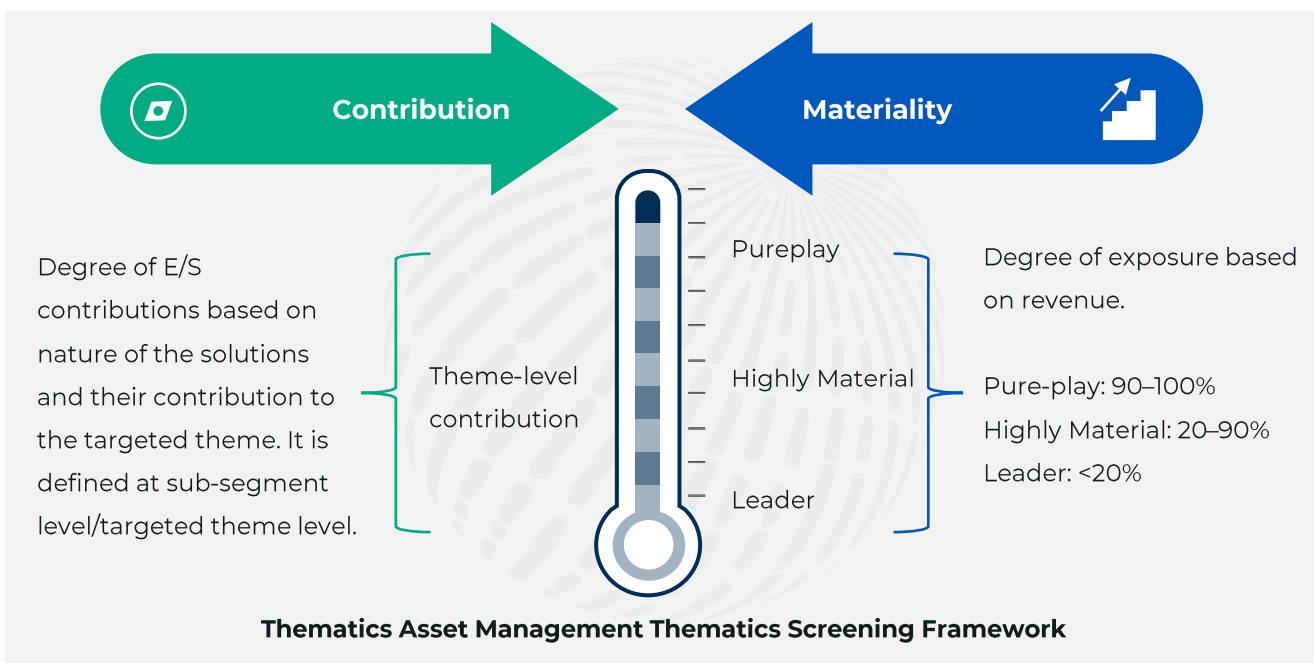 Contribution
Materiality
Degree of E/S
contributions based on
nature of the solutions
and their contribution to
the targeted theme. It is
defined at sub-segment
level/targeted theme level.
Theme-level
contribution
Pureplay
Highly Material
Leader
Degree of exposure based
on revenue.
Pure-play: 90–100%
Highly Material: 20–90%
Leader: <20%
Thematics Asset Management Thematics Screening Framework